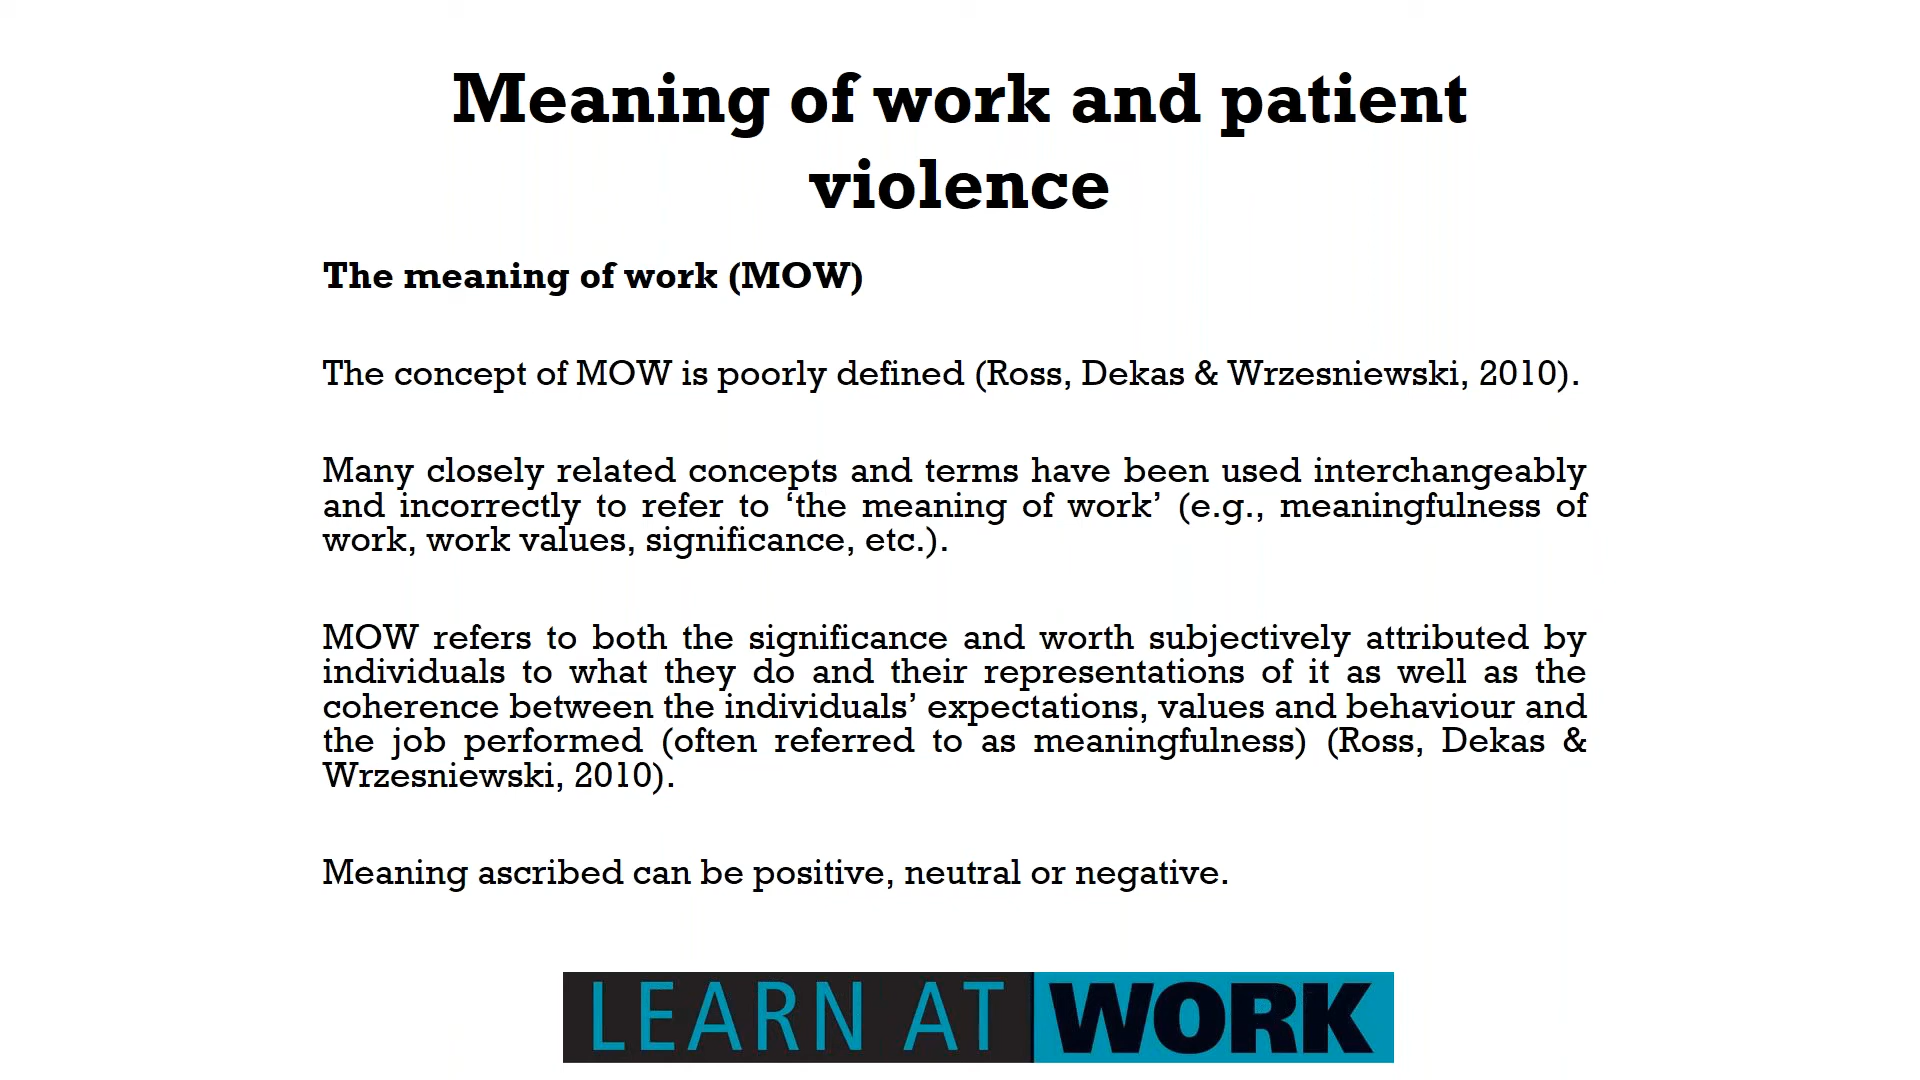 Meaning of work and patient
violence
The meaning of work (MOW)
The concept of MOW is poorly defined (Ross, Dekas & Wrzesniewski, 2010).
Many closely related concepts and terms have been used interchangeably
and incorrectly to refer to ‘the meaning of work’ (e.g., meaningfulness of
work, work values, significance, etc.).
MOW refers to both the significance and worth subjectively attributed by
individuals to what they do and their representations of it as well as the
coherence between the individuals’ expectations, values and behaviour and
the job performed (often referred to as meaningfulness) (Ross, Dekas &
Wrzesniewski, 2010).
Meaning ascribed can be positive, neutral or negative.
LEARN AT WORK